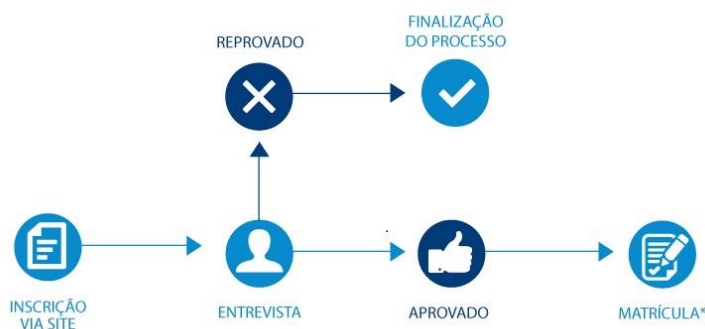 FINALIZAÇÃO
DO PROCESSO
REPROVADO
INSCRIÇÃO
VIA SITE
ENTREVISTA
APROVADO
MATRÍCULA*